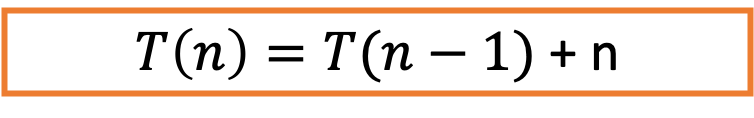 T(n) = T(n − 1) + n